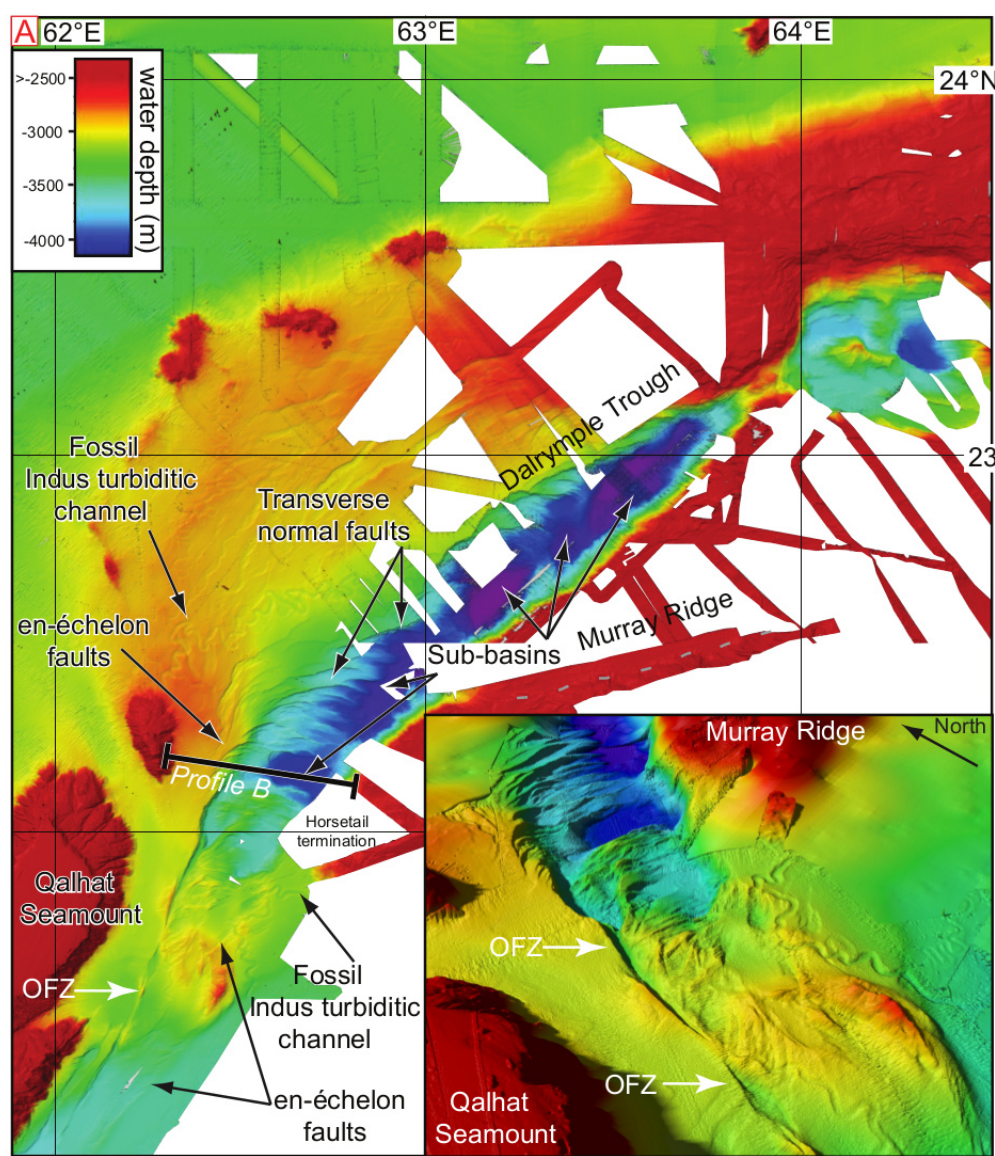 A
62°E
63°E
64°E
24°N
>-2500
-3000
-3500
-4000
water depth (m)
23
Dalrymple Trough
Fossil
Indus turbiditic
channel
Transverse
normal faults
en-échelon
faults
Sub-basins
Murray Ridge
Profile B
Horsetail
termination
Qalhat
Seamount
OFZ
Fossil
Indus turbiditic
channel
en-échelon
faults
Murray Ridge
North
OFZ
OFZ
Qalhat
Seamount